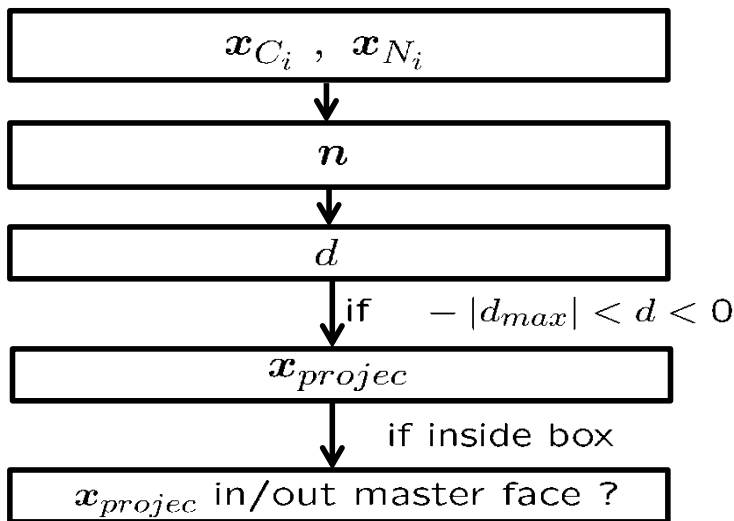 x_{C_i} , x_{N_i}
n
d
if − |d_{max}| < d < 0
x_{projec}
if inside box
x_{projec} in/out master face ?